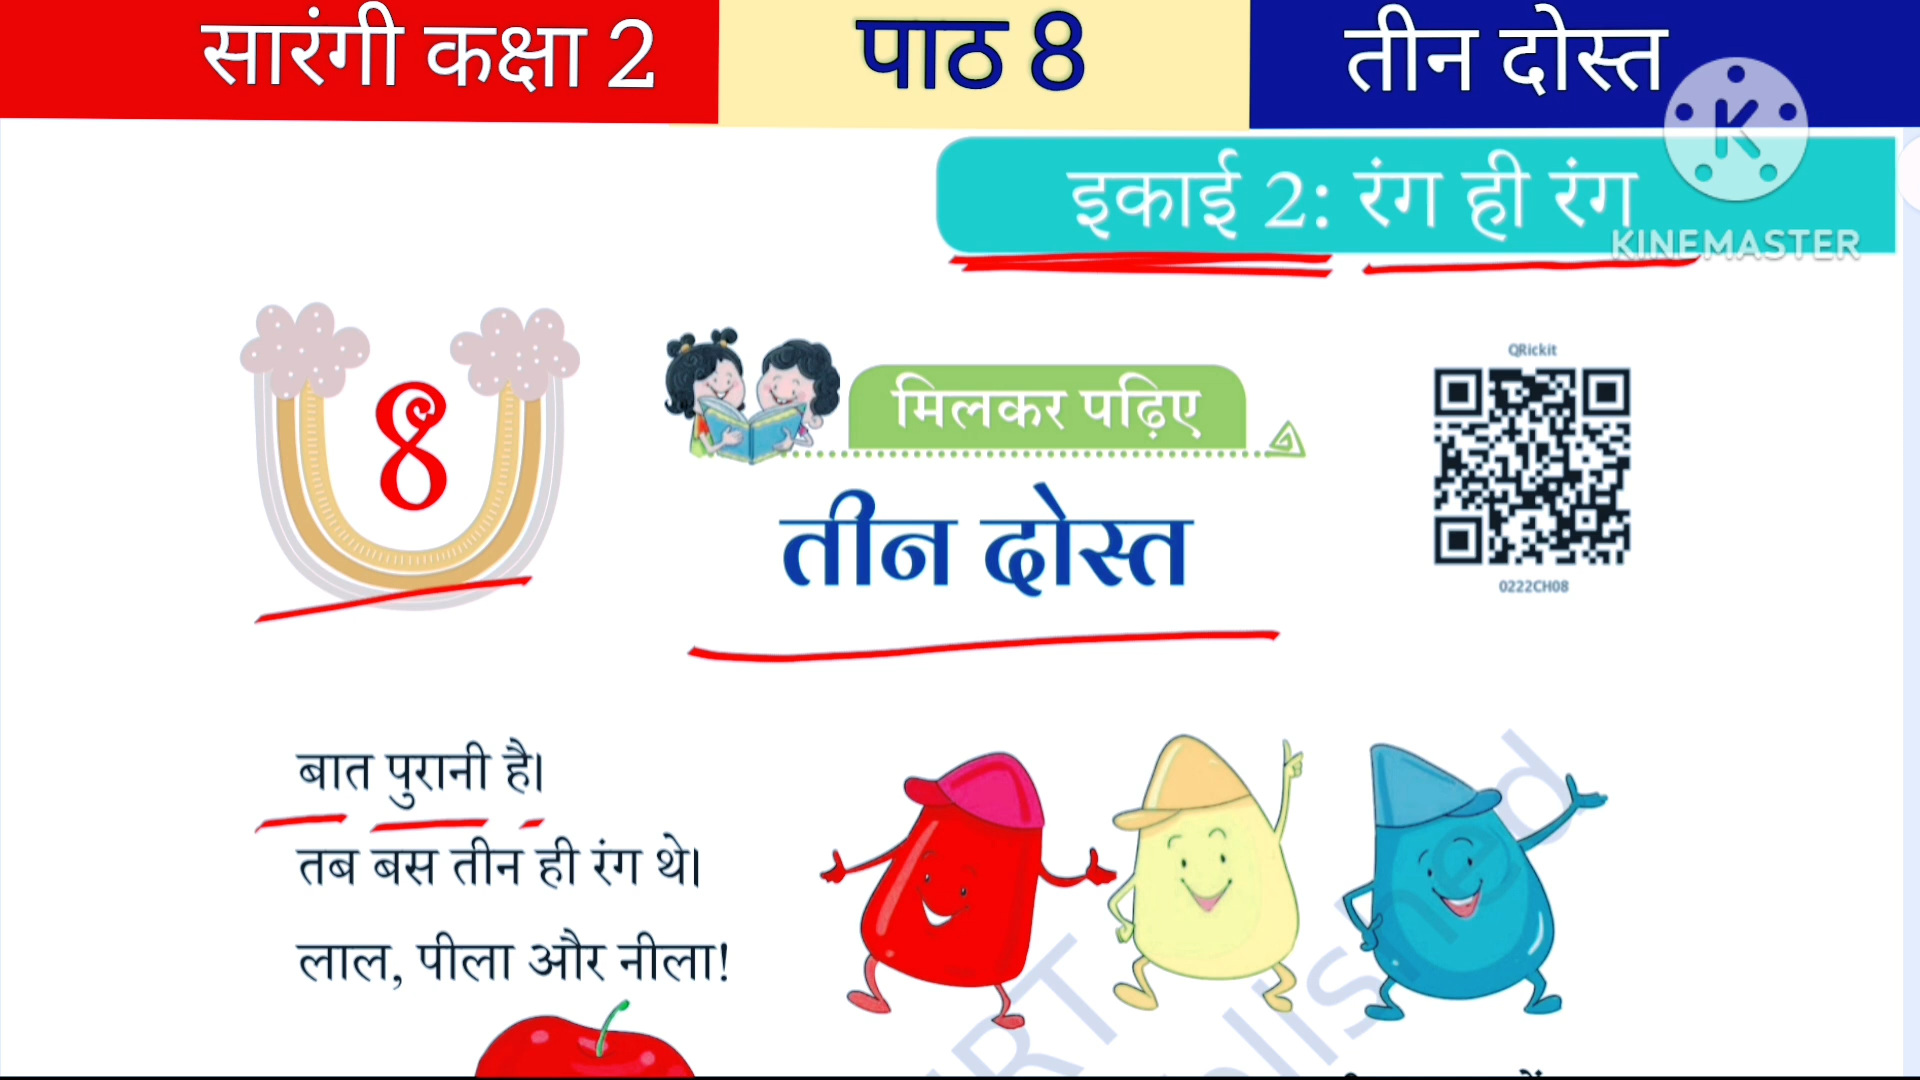 सारंगी कक्षा 2
पाठ 8
तीन दोस्त
K
KINEMASTER
इकाई 2: रंग ही रंग
8
मिलकर पढ़िए
तीन दोस्त
QRickit
0222CH08
बात पुरानी है।
तब बस तीन ही रंग थे।
लाल, पीला और नीला!